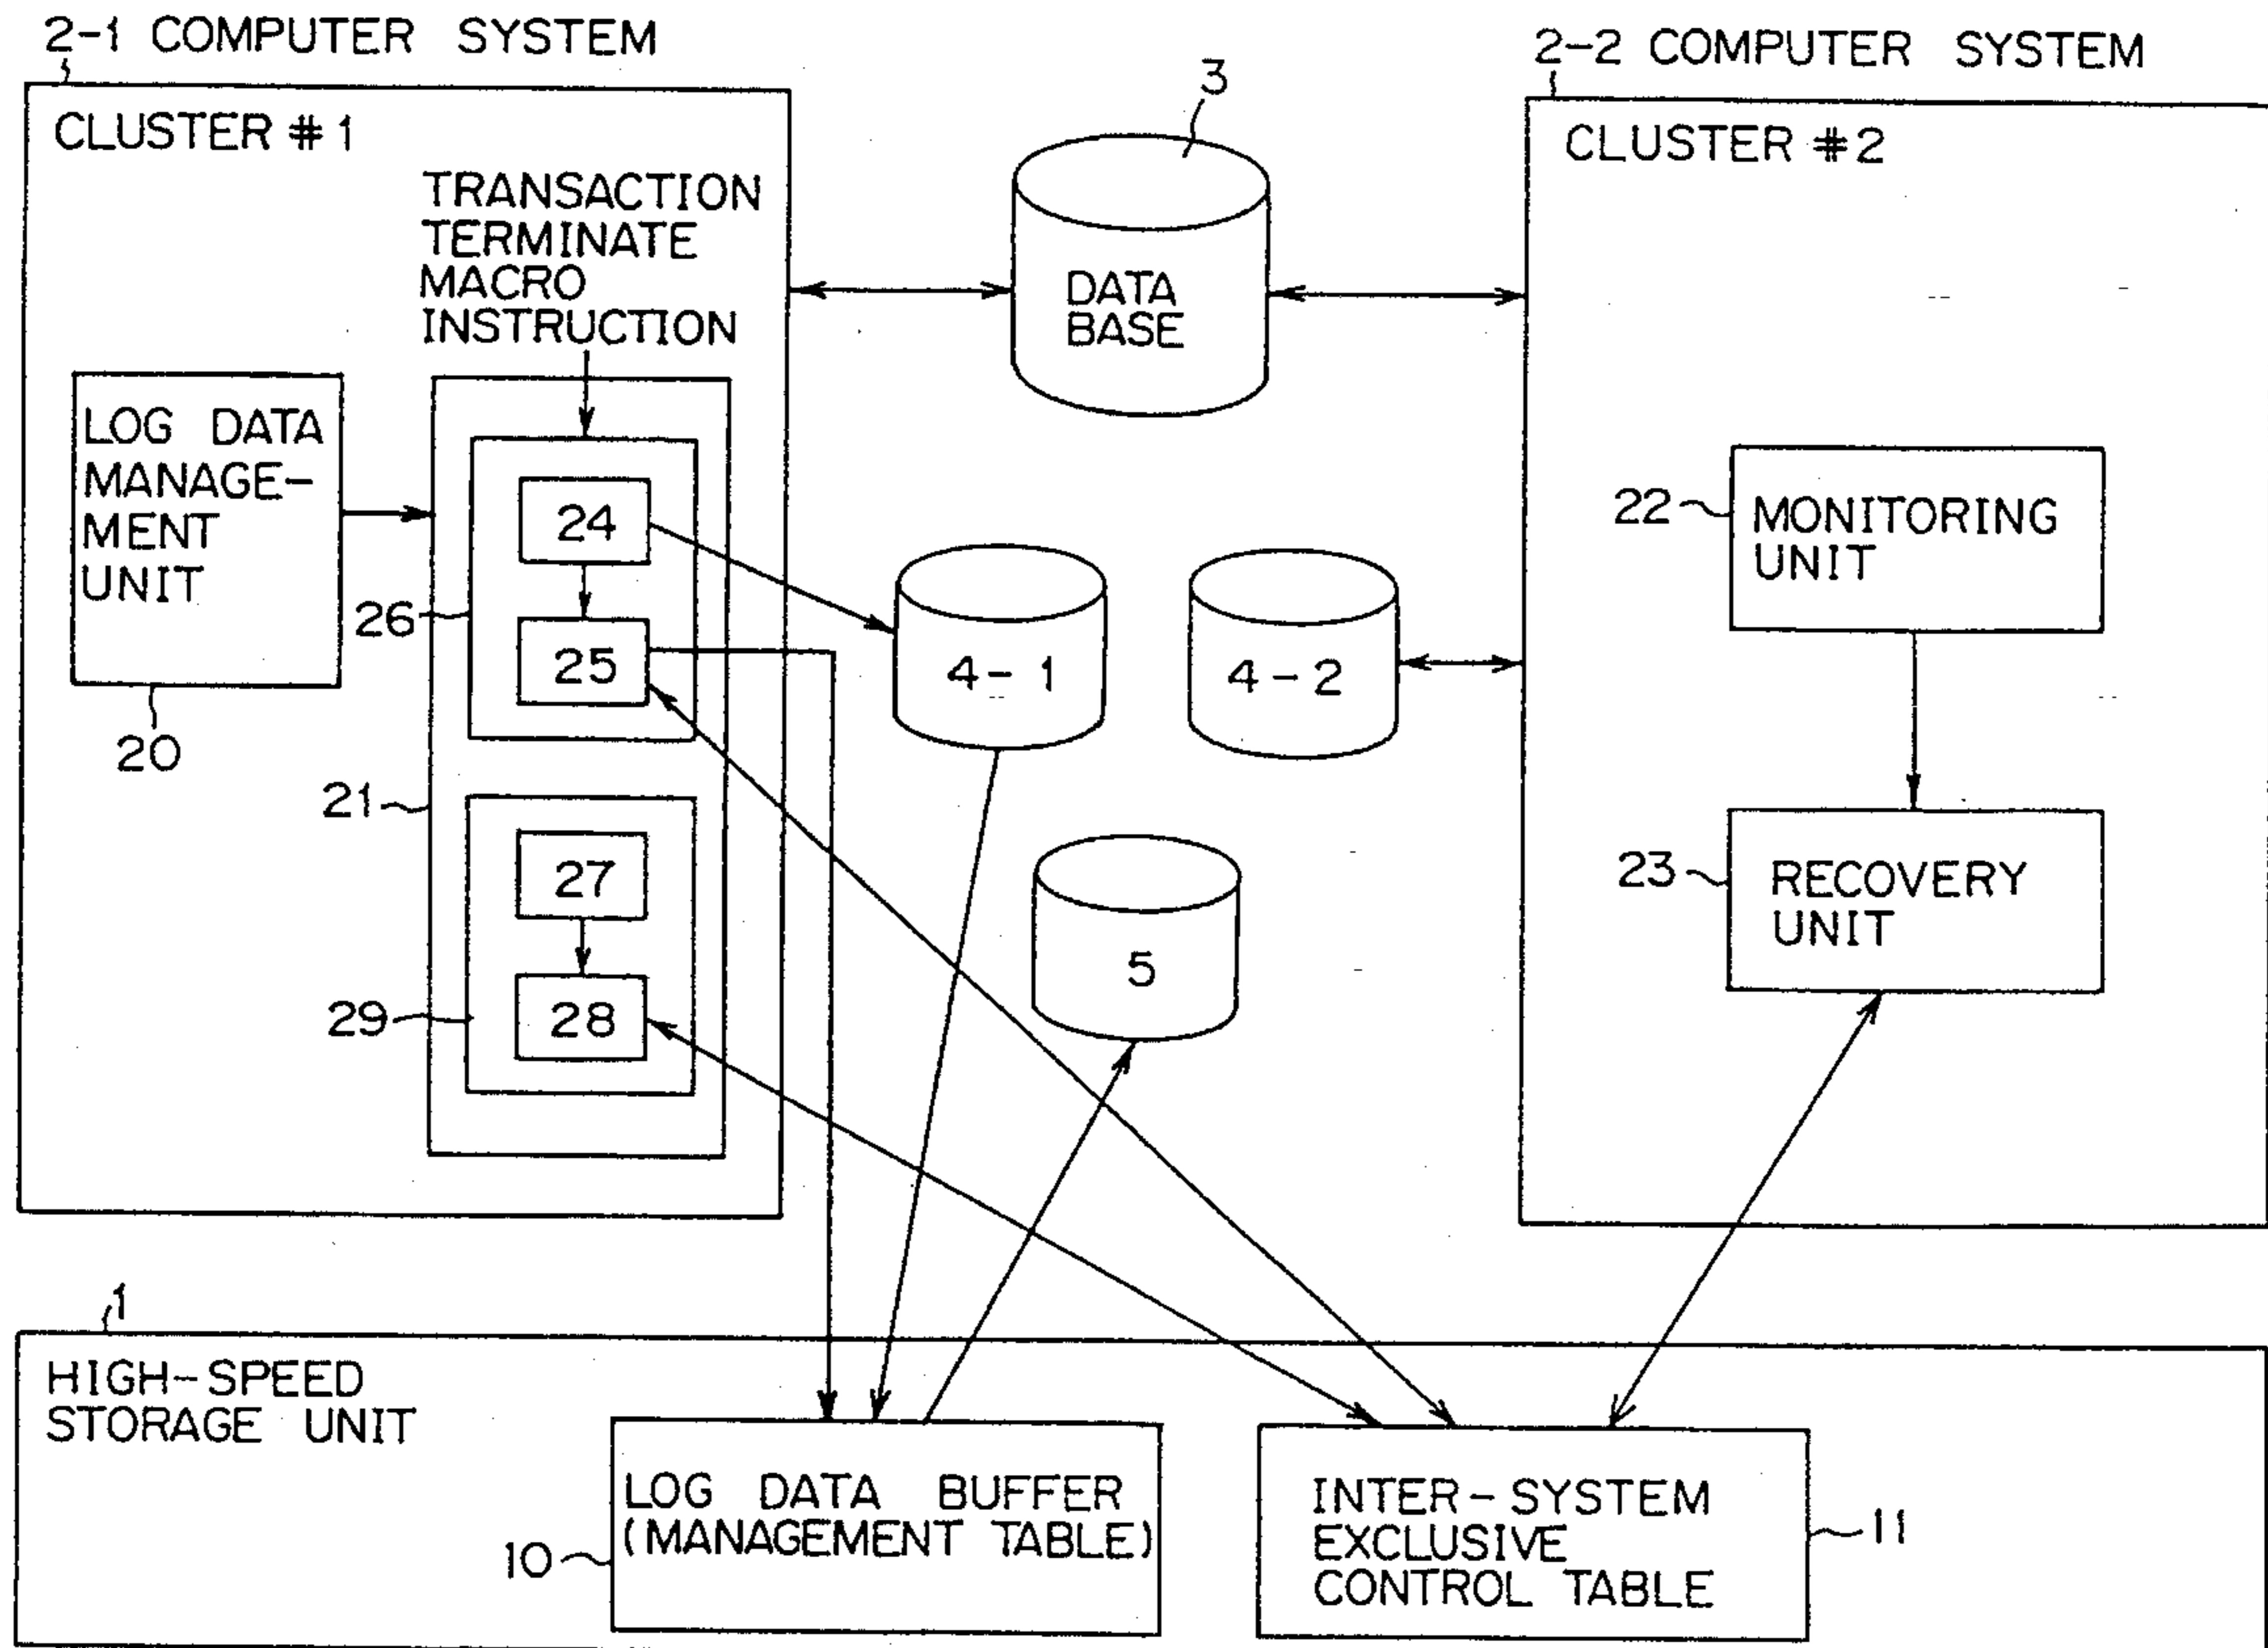 2-1 COMPUTER SYSTEM
CLUSTER #1
TRANSACTION
TERMINATE
MACRO
INSTRUCTION
LOG DATA
MANAGE-
MENT
UNIT
20
24
25
26
21
27
28
29
3
DATA
BASE
4-1
4-2
5
2-2 COMPUTER SYSTEM
CLUSTER #2
22
MONITORING
UNIT
23
RECOVERY
UNIT
1
HIGH-SPEED
STORAGE UNIT
LOG DATA BUFFER
(MANAGEMENT TABLE)
10
INTER-SYSTEM
EXCLUSIVE
CONTROL TABLE
11